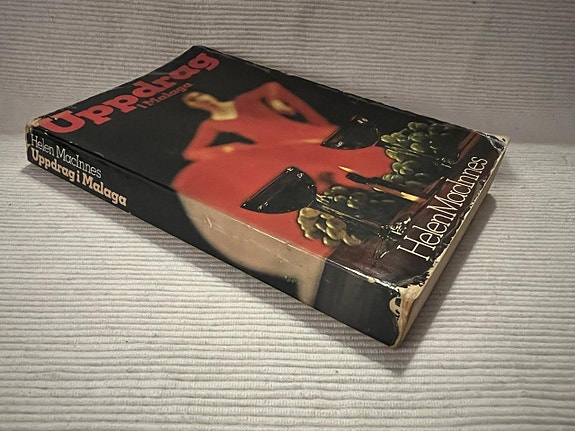 Uppdrag
i Malaga
Helen MacInnes
Helen MacInnes
Uppdrag i Malaga